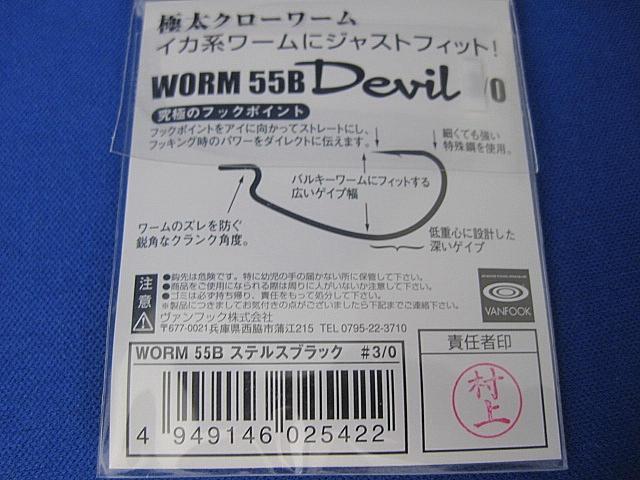 極太クローワーム
イカ系ワームにジャストフィット!
WORM 55B Devil /0
究極のフックポイント
フックポイントをアイに向かってストレートにし、
フッキング時のパワーをダイレクトに伝えます。
細くても強い
特殊鋼を使用。
バルキーワームにフィットする
広いゲイプ幅
ワームのズレを防ぐ
鋭角なクランク角度。
低重心に設計した
深いゲイプ
注意
●鈎先は危険です。特に幼児の手の届かない所に保管して下さい。
●商品をご使用になられる際は周りに人がいないか注意して下さい。
●ゴミは必ず持ち帰り、責任をもって処分して下さい。
※製品につきましてお気付きの点がございましたら下記までご連絡下さい。
ヴァンフック株式会社
〒677-0021兵庫県西脇市蒲江215 TEL 0795-22-3710
VANFOOK
WORM 55B ステルスブラック #3/0
4 949146 025422
責任者印
村上